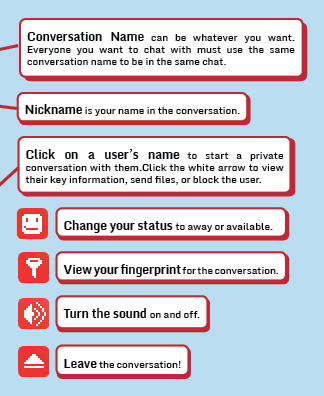 Conversation Name can be whatever you want.
Everyone you want to chat with must use the same
conversation name to be in the same chat.
Nickname is your name in the conversation.
Click on a user's name to start a private
conversation with them.Click the white arrow to view
their key information, send files, or block the user.
Change your status to away or available.
View your fingerprint for the conversation.
Turn the sound on and off.
Leave the conversation!